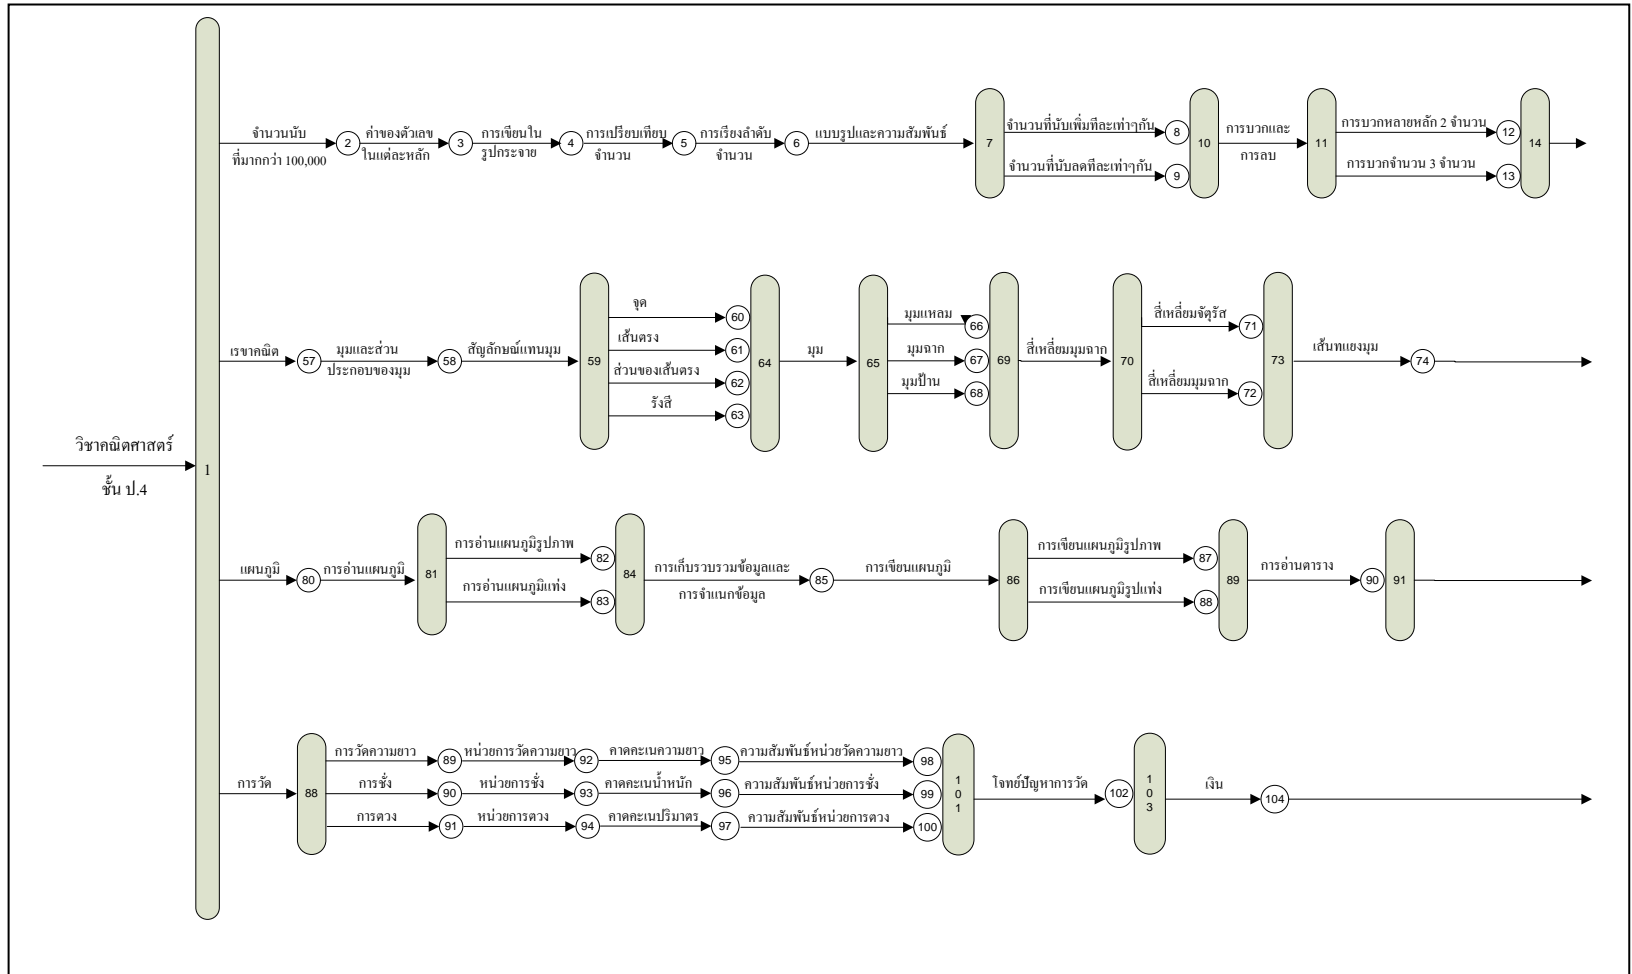 วิชาคณิตศาสตร์
ชั้น ป.4
1
จำนวนนับ
ที่มากกว่า 100,000
2
ค่าของตัวเลข
ในแต่ละหลัก
3
การเขียนใน
รูปกระจาย
4
การเปรียบเทียบ
จำนวน
5
การเรียงลำดับ
จำนวน
6
แบบรูปและความสัมพันธ์
7
จำนวนที่นับเพิ่มทีละเท่าๆกัน
8
จำนวนที่นับลดทีละเท่าๆกัน
9
10
การบวกและ
การลบ
11
การบวกหลายหลัก 2 จำนวน
12
การบวกจำนวน 3 จำนวน
13
14
เรขาคณิต
57
มุมและส่วน
ประกอบของมุม
58
สัญลักษณ์แทนมุม
59
จุด
60
เส้นตรง
61
ส่วนของเส้นตรง
62
รังสี
63
64
มุม
65
มุมแหลม
66
มุมฉาก
67
มุมป้าน
68
69
สี่เหลี่ยมมุมฉาก
70
สี่เหลี่ยมจัตุรัส
71
สี่เหลี่ยมมุมฉาก
72
73
เส้นทแยงมุม
74
แผนภูมิ
80
การอ่านแผนภูมิ
81
การอ่านแผนภูมิรูปภาพ
82
การอ่านแผนภูมิแท่ง
83
84
การเก็บรวบรวมข้อมูลและ
การจำแนกข้อมูล
85
การเขียนแผนภูมิ
86
การเขียนแผนภูมิรูปภาพ
87
การเขียนแผนภูมิรูปแท่ง
88
89
การอ่านตาราง
90
91
การวัด
88
การวัดความยาว
89
หน่วยการวัดความยาว
92
คาดคะเนความยาว
95
ความสัมพันธ์หน่วยวัดความยาว
98
การชั่ง
90
หน่วยการชั่ง
93
คาดคะเนน้ำหนัก
96
ความสัมพันธ์หน่วยการชั่ง
99
การตวง
91
หน่วยการตวง
94
คาดคะเนปริมาตร
97
ความสัมพันธ์หน่วยการตวง
100
101
โจทย์ปัญหาการวัด
102
103
เงิน
104